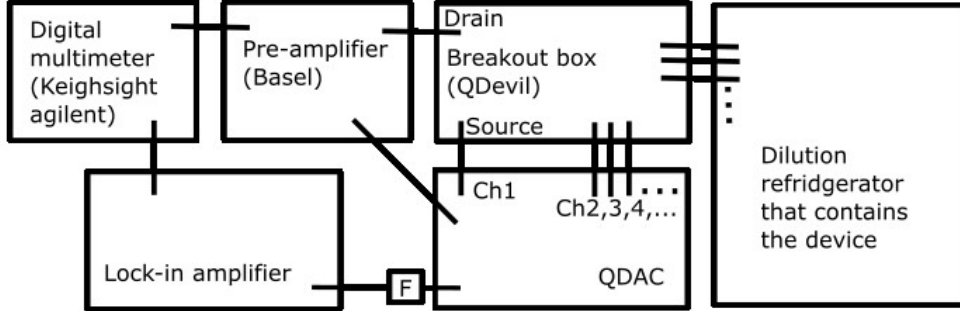 Digital
multimeter
(Keighsight
agilent)
Pre-amplifier
(Basel)
Drain
Breakout box
(QDevil)
Source
Dilution
refridgerator
that contains
the device
Lock-in amplifier
F
Ch1
Ch2,3,4,...
QDAC